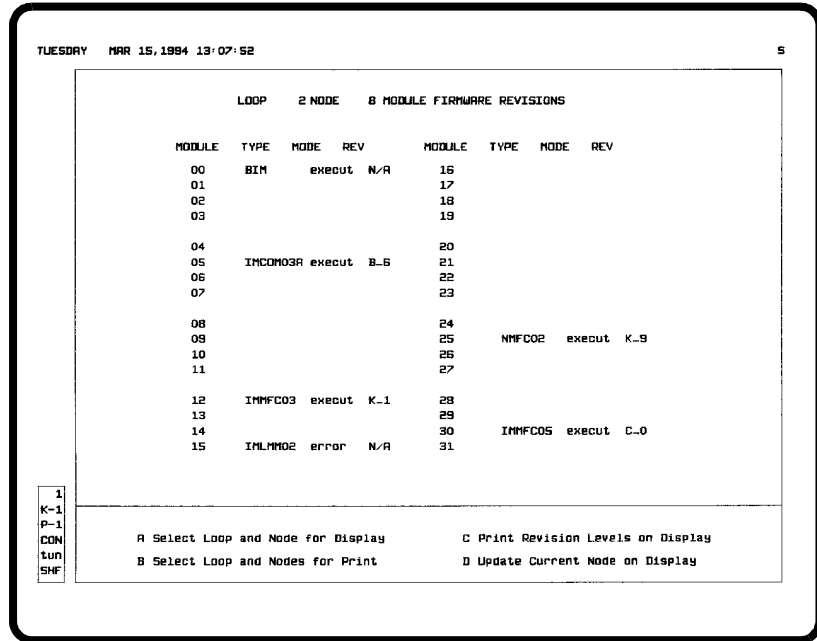 TUESDAY MAR 15,1994 13:07:52 S
LOOP 2 NODE 8 MODULE FIRMWARE REVISIONS
MODULE TYPE MODE REV MODULE TYPE MODE REV
00 BIM execut N/A 16
01 17
02 18
03 19
04 20
05 IMCOM03A execut B_6 21
06 22
07 23
08 24
09 25 NMFC02 execut K_9
10 26
11 27
12 IMMFC03 execut K_1 28
13 29
14 30 IMMFC05 execut C_0
15 IMLMM02 error N/A 31
1
K-1
P-1
CON
tun
SHF
A Select Loop and Node for Display C Print Revision Levels on Display
B Select Loop and Nodes for Print D Update Current Node on Display